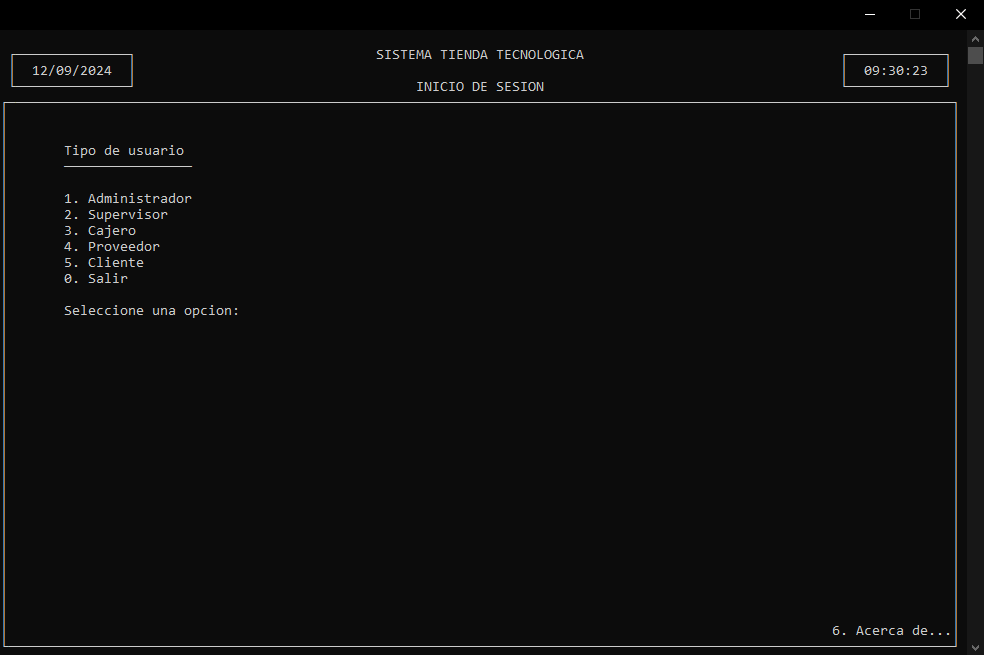 SISTEMA TIENDA TECNOLOGICA
12/09/2024
09:30:23
INICIO DE SESION
Tipo de usuario
1. Administrador
2. Supervisor
3. Cajero
4. Proveedor
5. Cliente
0. Salir
Seleccione una opcion:
6. Acerca de...